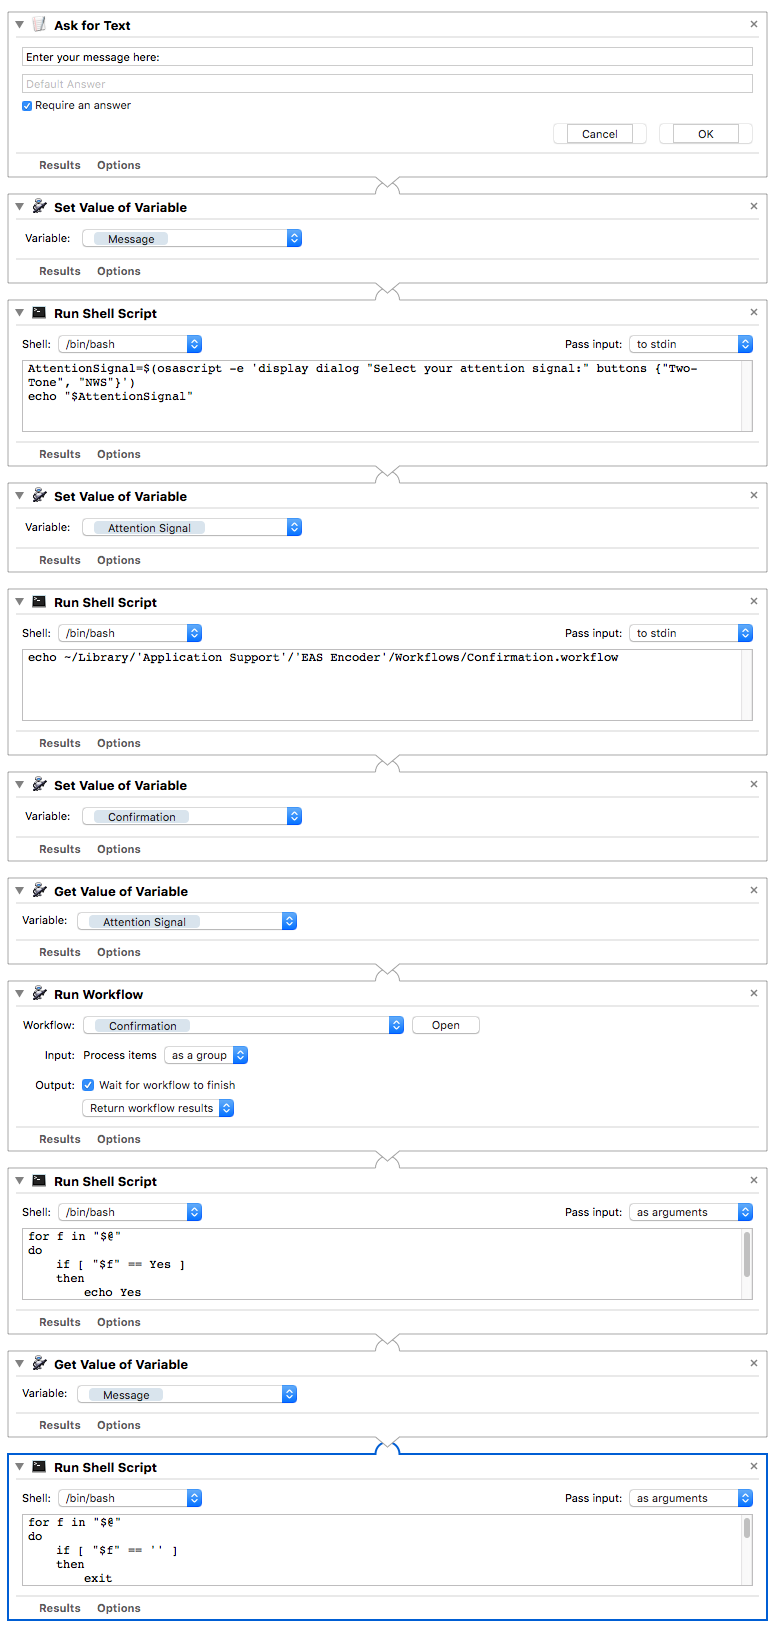 Ask for Text
Enter your message here:
Default Answer
Require an answer
Cancel OK
Results Options
Set Value of Variable
Variable: Message
Results Options
Run Shell Script
Shell: /bin/bash Pass input: to stdin
AttentionSignal=$(osascript -e 'display dialog "Select your attention signal:" buttons {"Two-
Tone", "NWS"}')
echo "$AttentionSignal"
Results Options
Set Value of Variable
Variable: Attention Signal
Results Options
Run Shell Script
Shell: /bin/bash Pass input: to stdin
echo ~/Library/'Application Support'/'EAS Encoder'/Workflows/Confirmation.workflow
Results Options
Set Value of Variable
Variable: Confirmation
Results Options
Get Value of Variable
Variable: Attention Signal
Results Options
Run Workflow
Workflow: Confirmation Open
Input: Process items as a group
Output: Wait for workflow to finish
Return workflow results
Results Options
Run Shell Script
Shell: /bin/bash Pass input: as arguments
for f in "$@"
do
if [ "$f" == Yes ]
then
echo Yes
Results Options
Get Value of Variable
Variable: Message
Results Options
Run Shell Script
Shell: /bin/bash Pass input: as arguments
for f in "$@"
do
if [ "$f" == '' ]
then
exit
Results Options